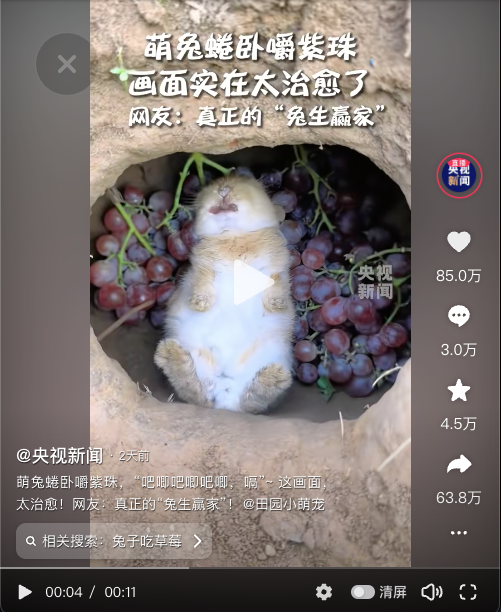 萌兔蜷卧嚼紫珠
画面实在太治愈了
网友：真正的“兔生赢家”
直播
央视
新闻
85.0万
央视
新闻
3.0万
4.5万
@央视新闻 · 2天前
63.8万
萌兔蜷卧嚼紫珠，“吧唧吧唧吧唧，嗝”~ 这画面，
太治愈！网友：真正的“兔生赢家”！@田园小萌宠
相关搜索：兔子吃草莓
00:04 / 00:11
清屏